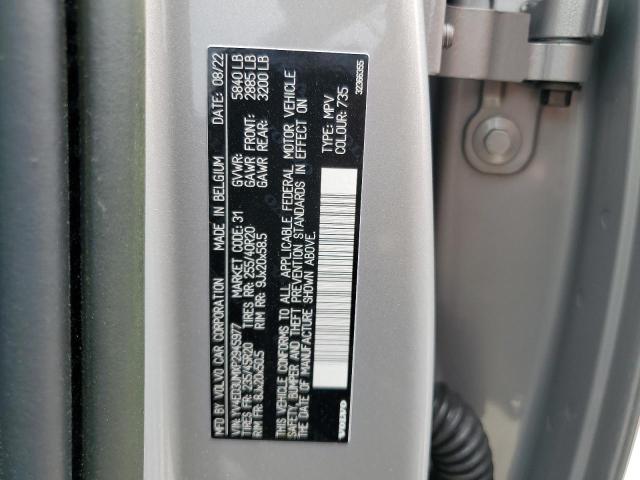 MFD BY VOLVO CAR CORPORATION MADE IN BELGIUM DATE: 08/22
VIN: YV4ED3UM1P2945977 MARKET CODE: 31 GVWR: 5840 LB
TIRES FR: 235/45R20 TIRES RR: 255/40R20 GAWR FRONT: 2885 LB
RIM FR: 8Jx20x50.5 RIM RR: 9Jx20x58.5 GAWR REAR: 3200 LB
THIS VEHICLE CONFORMS TO ALL APPLICABLE FEDERAL MOTOR VEHICLE
SAFETY, BUMPER AND THEFT PREVENTION STANDARDS IN EFFECT ON
THE DATE OF MANUFACTURE SHOWN ABOVE.
TYPE: MPV
COLOUR: 735
VOLVO
32366355